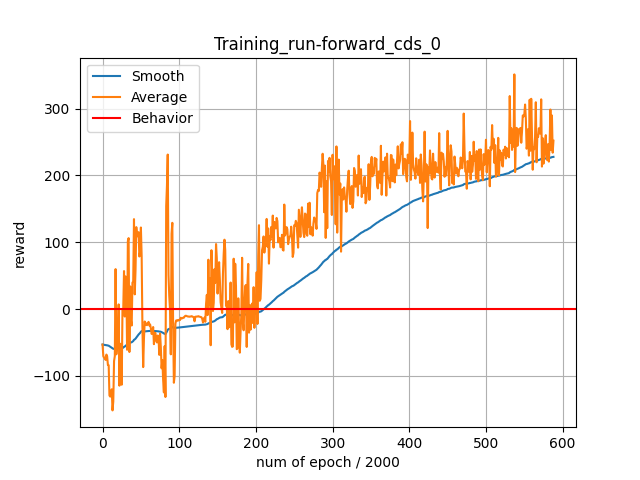 Training_run-forward_cds_0
Smooth
Average
Behavior
reward
300
200
100
0
−100
0 100 200 300 400 500 600
num of epoch / 2000